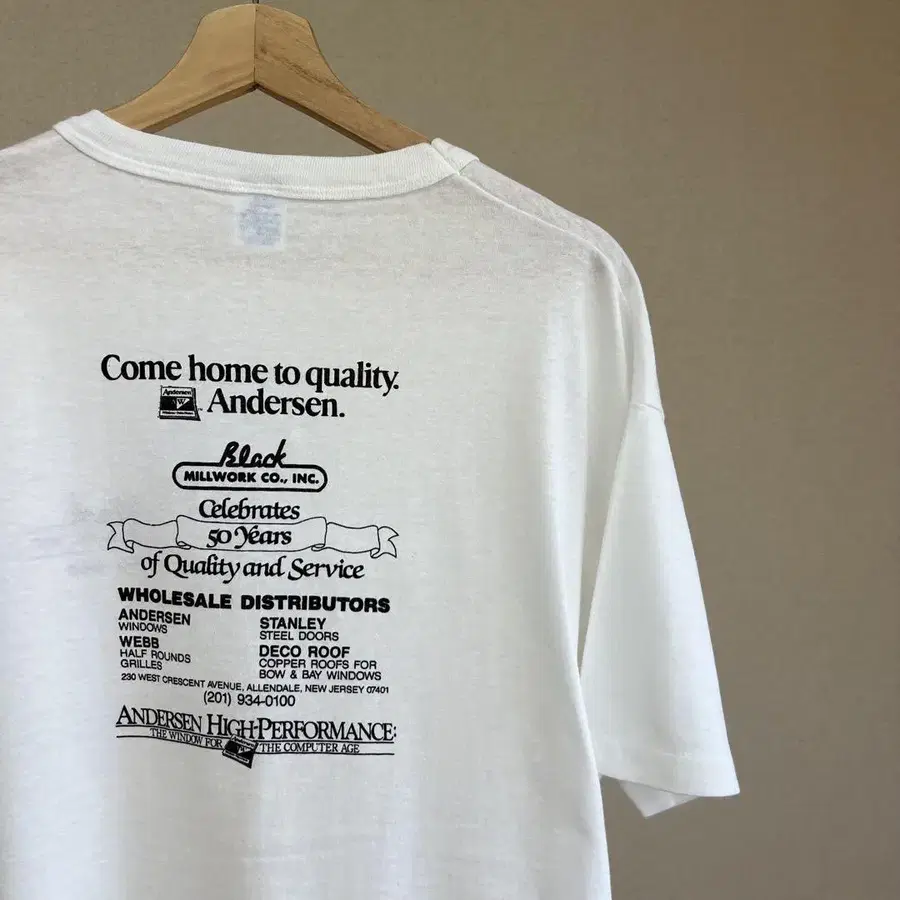 Come home to quality.
Andersen
Andersen.
Black
MILLWORK CO., INC.
Celebrates
50 Years
of Quality and Service
WHOLESALE DISTRIBUTORS
ANDERSEN
WINDOWS
WEBB
HALF ROUNDS
GRILLES
STANLEY
STEEL DOORS
DECO ROOF
COPPER ROOFS FOR
BOW & BAY WINDOWS
230 WEST CRESCENT AVENUE, ALLENDALE, NEW JERSEY 07401
(201) 934-0100
ANDERSEN HIGH-PERFORMANCE:
THE WINDOW FOR THE COMPUTER AGE